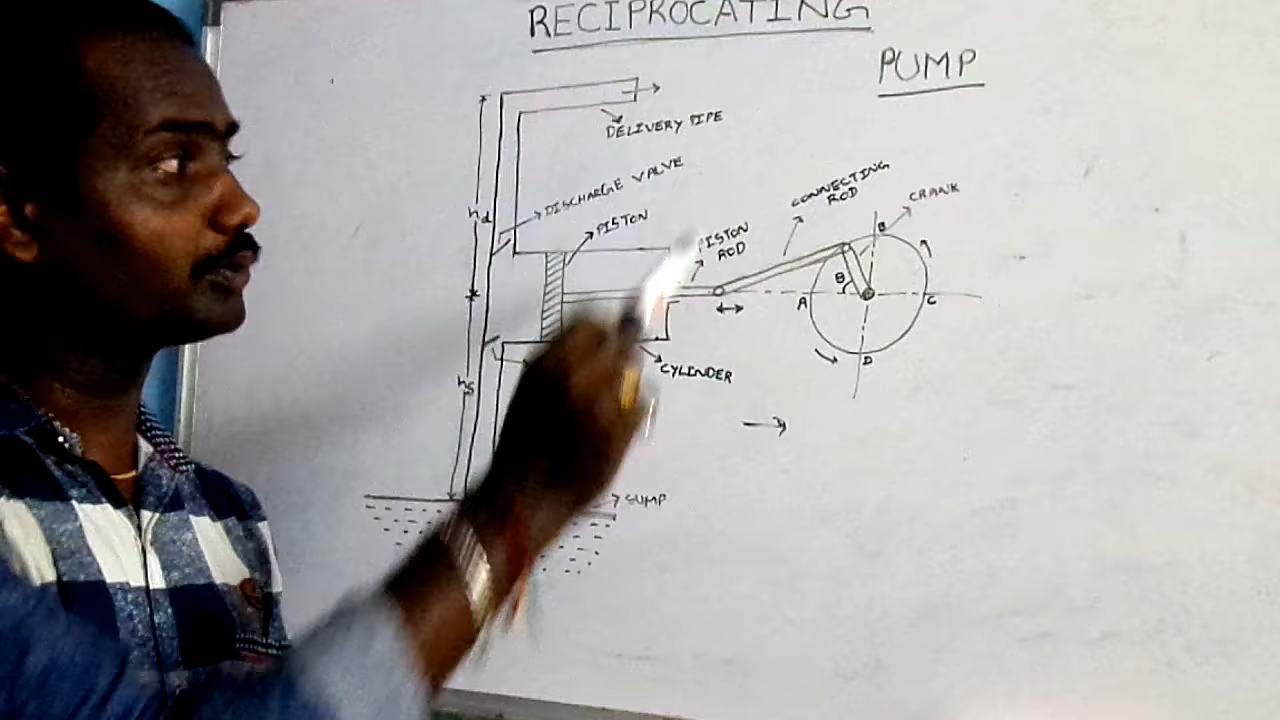 RECIPROCATING
PUMP
DELIVERY PIPE
DISCHARGE VALVE
PISTON
PISTON
ROD
CONNECTING
ROD
CRANK
hd
hs
B
θ
A
C
D
CYLINDER
SUMP